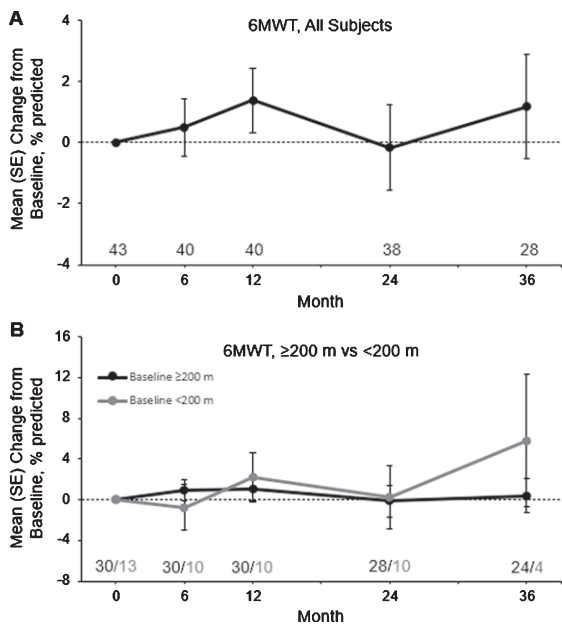 A
6MWT, All Subjects
Mean (SE) Change from
Baseline, % predicted
4
2
0
-2
-4
43 40 40 38 28
0 6 12 24 36
Month
B
6MWT, ≥200 m vs <200 m
Mean (SE) Change from
Baseline, % predicted
16
12
8
4
0
-4
-8
Baseline ≥200 m
Baseline <200 m
30/13 30/10 30/10 28/10 24/4
0 6 12 24 36
Month